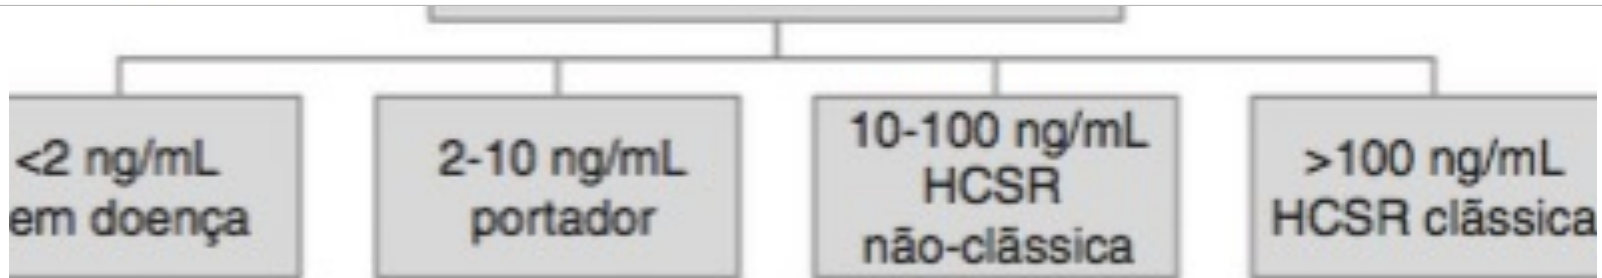 <2 ng/mL
em doença
2-10 ng/mL
portador
10-100 ng/mL
HCSR
não-clãssica
>100 ng/mL
HCSR clãssica